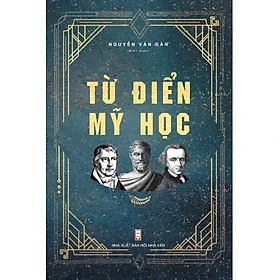 NGUYỄN VĂN DÂN
TỪ ĐIỂN
MỸ HỌC
NHÀ XUẤT BẢN HỘI NHÀ VĂN